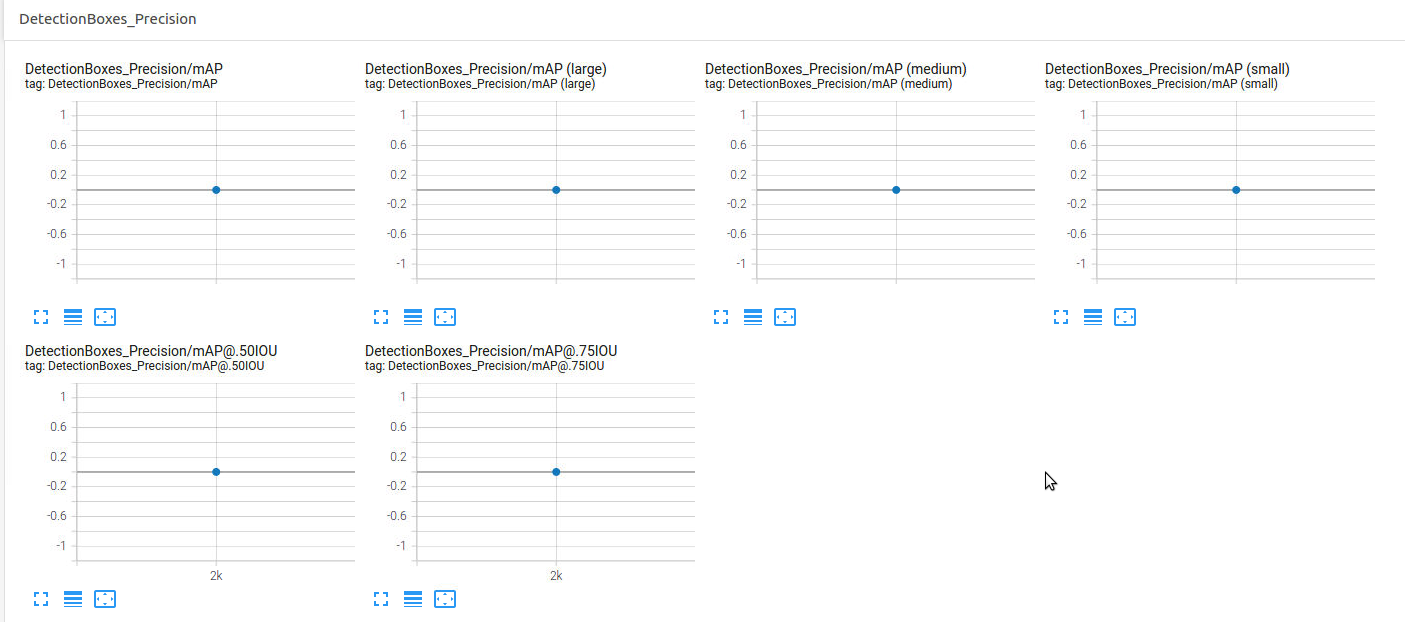 DetectionBoxes_Precision
DetectionBoxes_Precision/mAP
tag: DetectionBoxes_Precision/mAP
1
0.6
0.2
-0.2
-0.6
-1
DetectionBoxes_Precision/mAP (large)
tag: DetectionBoxes_Precision/mAP (large)
1
0.6
0.2
-0.2
-0.6
-1
DetectionBoxes_Precision/mAP (medium)
tag: DetectionBoxes_Precision/mAP (medium)
1
0.6
0.2
-0.2
-0.6
-1
DetectionBoxes_Precision/mAP (small)
tag: DetectionBoxes_Precision/mAP (small)
1
0.6
0.2
-0.2
-0.6
-1
DetectionBoxes_Precision/mAP@.50IOU
tag: DetectionBoxes_Precision/mAP@.50IOU
1
0.6
0.2
-0.2
-0.6
-1
2k
DetectionBoxes_Precision/mAP@.75IOU
tag: DetectionBoxes_Precision/mAP@.75IOU
1
0.6
0.2
-0.2
-0.6
-1
2k